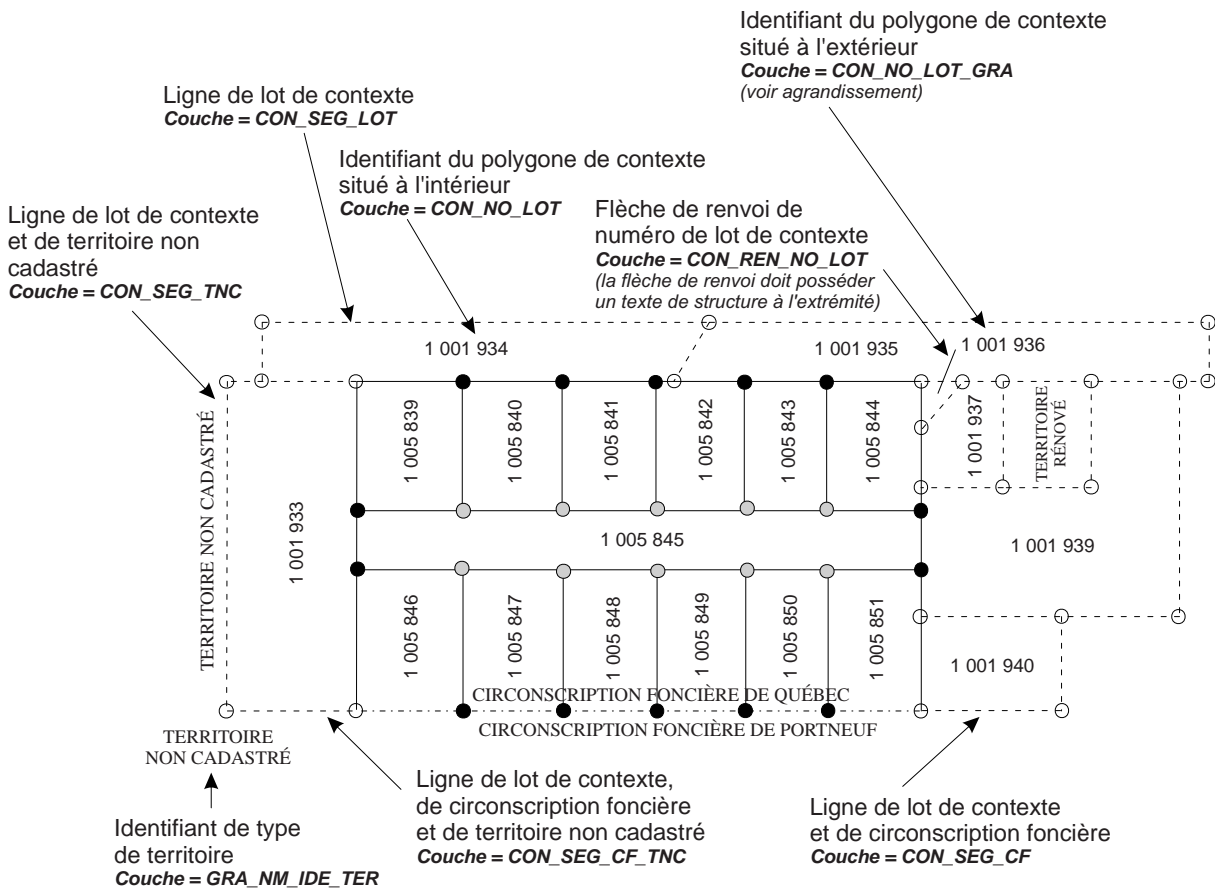 Identifiant du polygone de contexte
situé à l'extérieur
Couche = CON_NO_LOT_GRA
(voir agrandissement)
Ligne de lot de contexte
Couche = CON_SEG_LOT
Identifiant du polygone de contexte
situé à l'intérieur
Couche = CON_NO_LOT
Ligne de lot de contexte
et de territoire non
cadastré
Couche = CON_SEG_TNC
Flèche de renvoi de
numéro de lot de contexte
Couche = CON_REN_NO_LOT
(la flèche de renvoi doit posséder
un texte de structure à l'extrémité)
1 001 934
1 001 935
1 001 936
TERRITOIRE NON CADASTRÉ
1 001 933
1 005 839
1 005 840
1 005 841
1 005 842
1 005 843
1 005 844
1 001 937
TERRITOIRE
RÉNOVÉ
1 005 845
1 001 939
1 005 846
1 005 847
1 005 848
1 005 849
1 005 850
1 005 851
1 001 940
CIRCONSCRIPTION FONCIÈRE DE QUÉBEC
CIRCONSCRIPTION FONCIÈRE DE PORTNEUF
TERRITOIRE
NON CADASTRÉ
Identifiant de type
de territoire
Couche = GRA_NM_IDE_TER
Ligne de lot de contexte,
de circonscription foncière
et de territoire non cadastré
Couche = CON_SEG_CF_TNC
Ligne de lot de contexte
et de circonscription foncière
Couche = CON_SEG_CF